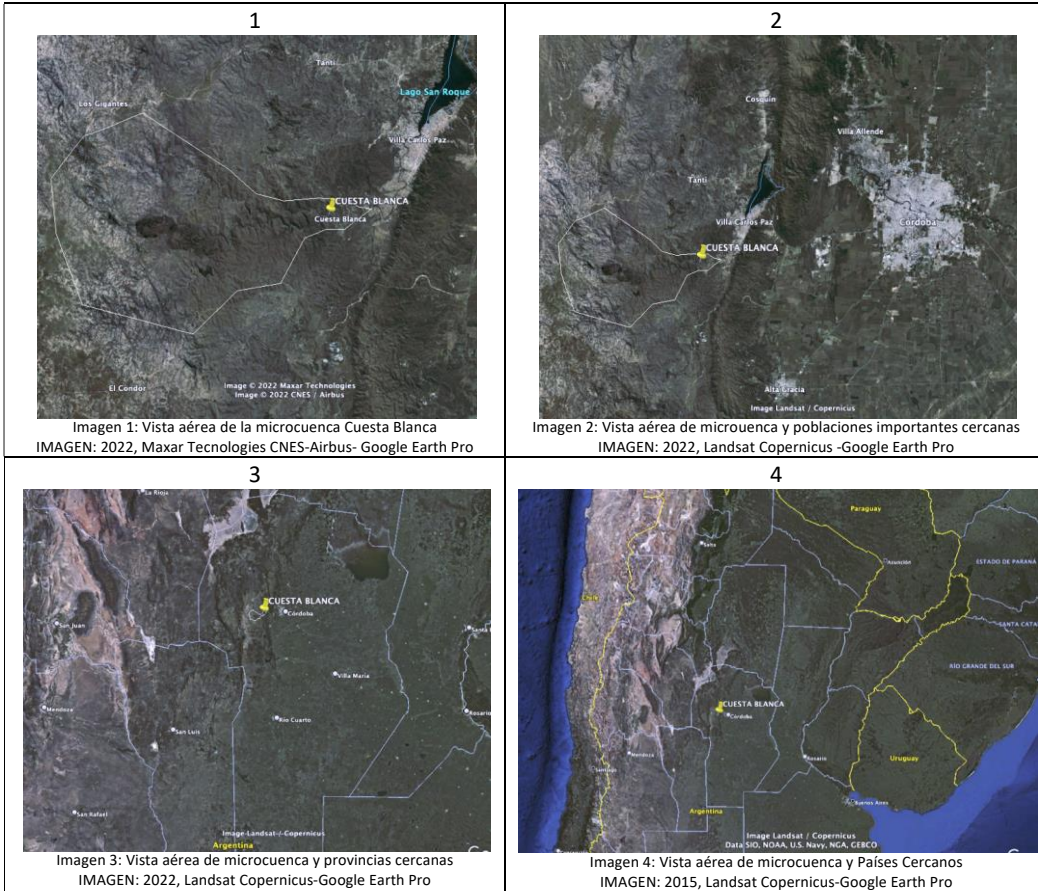 1
Tanti
Lago San Roque
Los Gigantes
Villa Carlos Paz
CUESTA BLANCA
Cuesta Blanca
El Condor
Image © 2022 Maxar Technologies
Image © 2022 CNES / Airbus
Imagen 1: Vista aérea de la microcuenca Cuesta Blanca
IMAGEN: 2022, Maxar Tecnologies CNES-Airbus- Google Earth Pro
2
Cosquín
Villa Allende
Tanti
Córdoba
Villa Carlos Paz
CUESTA BLANCA
Alta Gracia
Image Landsat / Copernicus
Imagen 2: Vista aérea de microuenca y poblaciones importantes cercanas
IMAGEN: 2022, Landsat Copernicus -Google Earth Pro
3
La Rioja
CUESTA BLANCA
Córdoba
San Juan
Villa María
Mendoza
Río Cuarto
Rosario
San Luis
San Rafael
Image Landsat / Copernicus
Argentina
Imagen 3: Vista aérea de microcuenca y provincias cercanas
IMAGEN: 2022, Landsat Copernicus-Google Earth Pro
4
Paraguay
Salta
Asunción
ESTADO DE PARANÁ
Chile
SANTA CATA
RÍO GRANDE DEL SUR
CUESTA BLANCA
Córdoba
Mendoza
Rosario
Santiago
Uruguay
Buenos Aires
Argentina
Image Landsat / Copernicus
Data SIO, NOAA, U.S. Navy, NGA, GEBCO
Imagen 4: Vista aérea de microcuenca y Países Cercanos
IMAGEN: 2015, Landsat Copernicus-Google Earth Pro